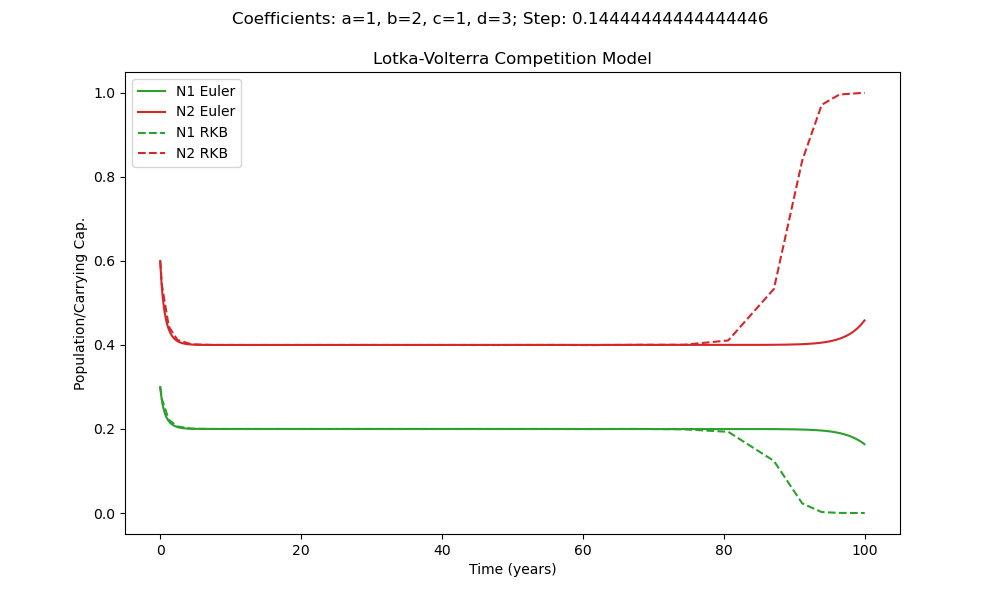 Coefficients: a=1, b=2, c=1, d=3; Step: 0.14444444444444446
Lotka-Volterra Competition Model
N1 Euler
N2 Euler
N1 RKB
N2 RKB
1.0
0.8
0.6
0.4
0.2
0.0
Population/Carrying Cap.
0 20 40 60 80 100
Time (years)